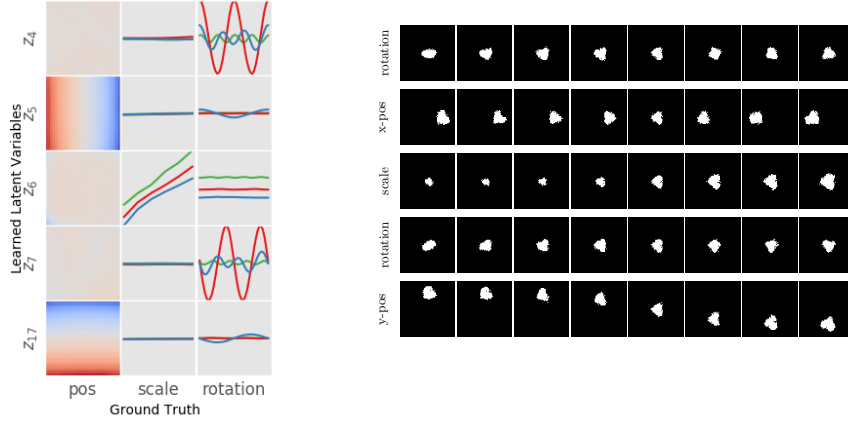 Learned Latent Variables
Z4
Z5
Z6
Z7
Z17
pos scale rotation
Ground Truth
rotation
x-pos
scale
rotation
y-pos